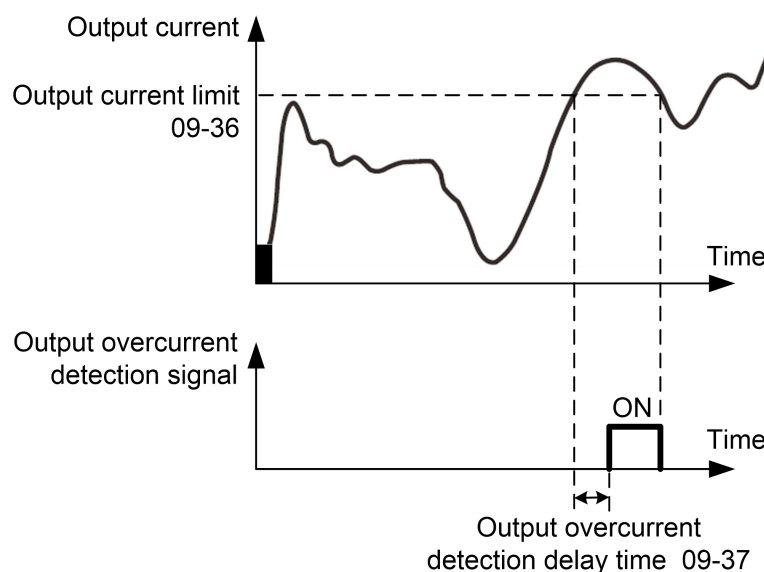 Output current
Output current limit
09-36
Time
Output overcurrent
detection signal
ON
Time
Output overcurrent
detection delay time 09-37